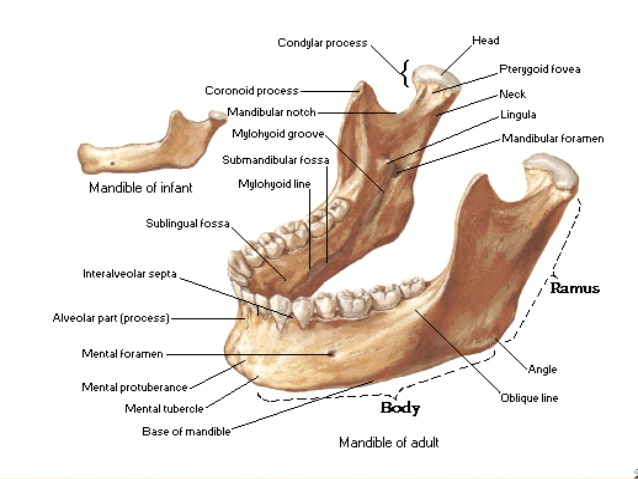 Condylar process
Head
Pterygoid fovea
Coronoid process
Neck
Mandibular notch
Lingula
Mylohyoid groove
Mandibular foramen
Submandibular fossa
Mandible of infant
Mylohyoid line
Sublingual fossa
Interalveolar septa
Ramus
Alveolar part (process)
Mental foramen
Angle
Mental protuberance
Oblique line
Mental tubercle
Body
Base of mandible
Mandible of adult